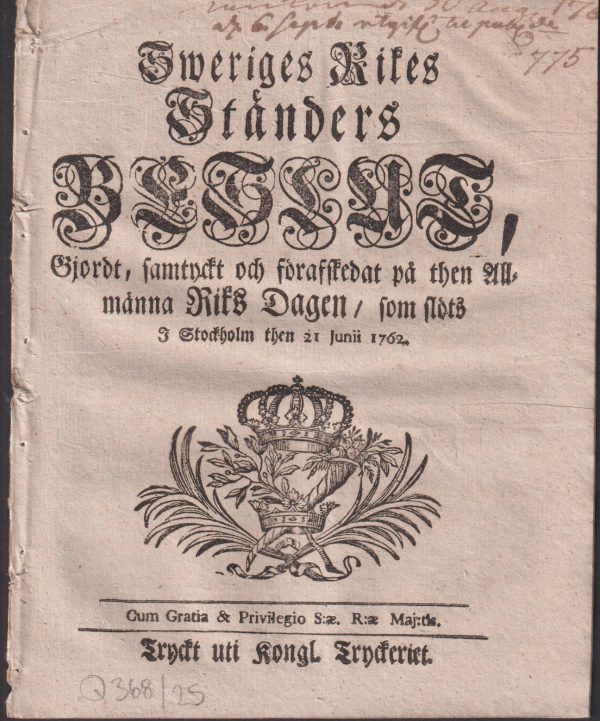 775
Sweriges Rikes
Ständers
BESLUT,
Gjordt, samtyckt och förafskedat på then All-
männa Riks Dagen / som slöts
I Stockholm then 21 Junii 1762.
Cum Gratia & Privilegio S:æ. R:æ Maj:tis.
Tryckt uti Kongl. Tryckeriet.
Q368/25